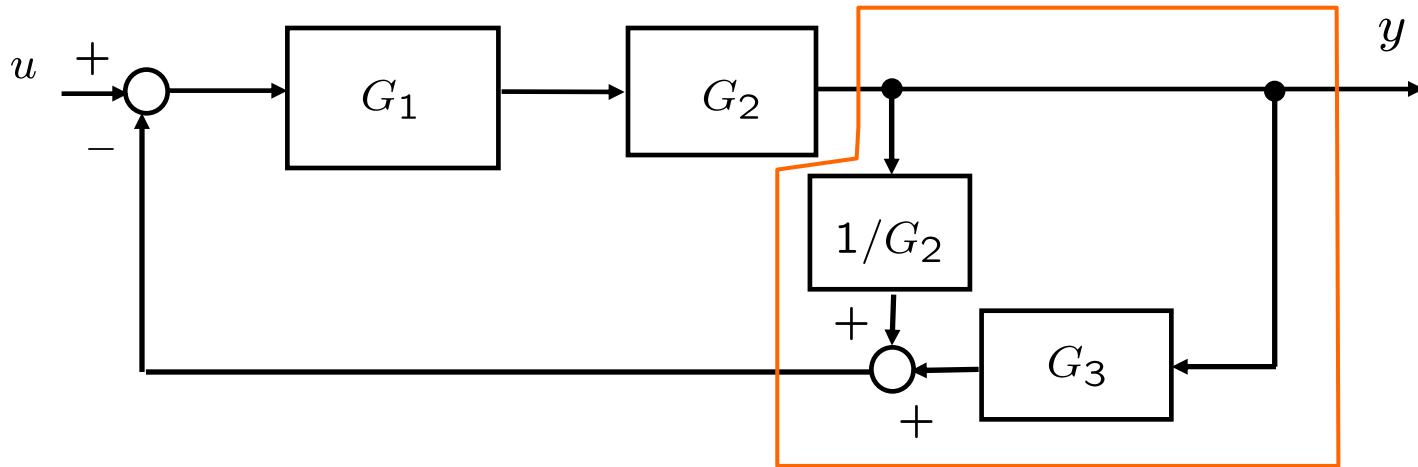 y
u
+
G₁
G₂
−
1/G₂
+
G₃
+